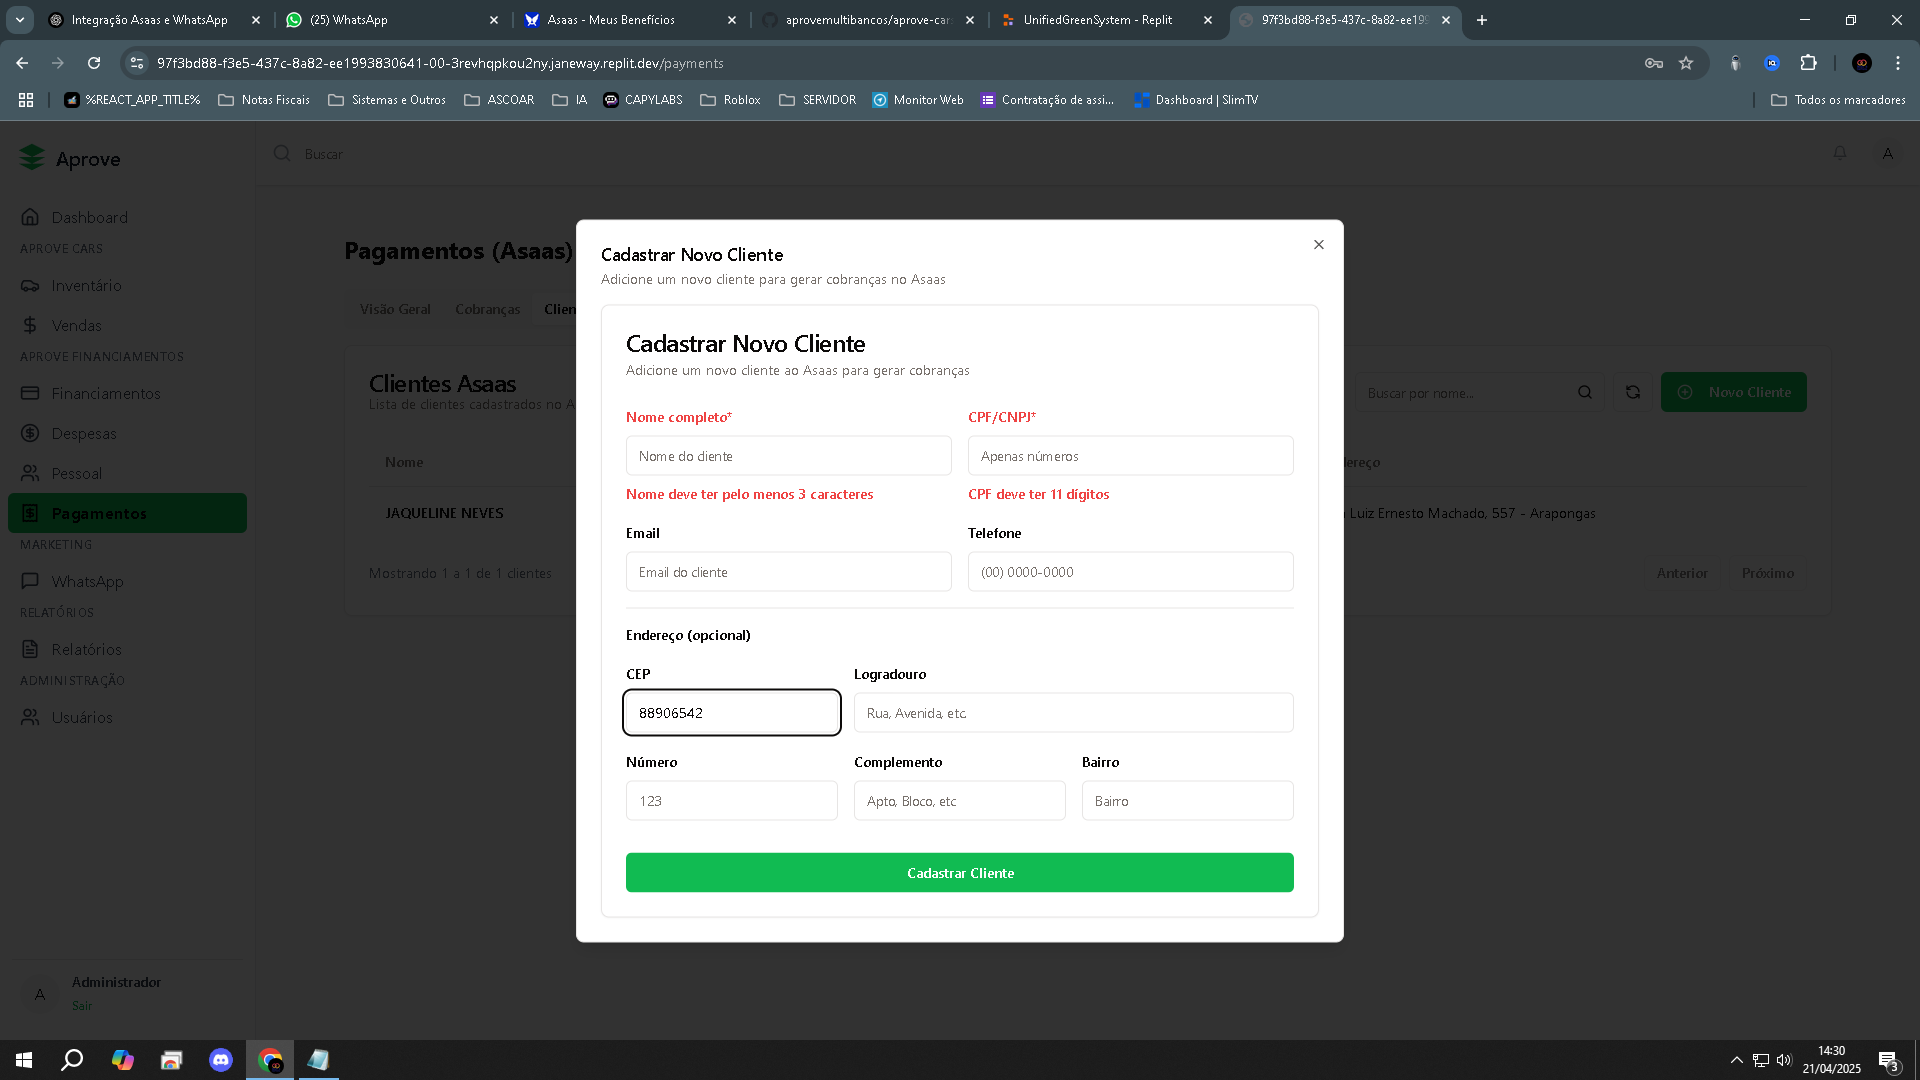 Integração Asaas e WhatsApp
(25) WhatsApp
Asaas - Meus Benefícios
aprovemultibancos/aprove-car
UnifiedGreenSystem - Replit
97f3bd88-f3e5-437c-8a82-ee199
97f3bd88-f3e5-437c-8a82-ee1993830641-00-3revhqpkou2ny.janeway.replit.dev/payments
%REACT_APP_TITLE%
Notas Fiscais
Sistemas e Outros
ASCOAR
IA
CAPYLABS
Roblox
SERVIDOR
Monitor Web
Contratação de assi...
Dashboard | SlimTV
Todos os marcadores
Aprove
Buscar
A
Dashboard
APROVE CARS
Inventário
Vendas
APROVE FINANCIAMENTOS
Financiamentos
Despesas
Pessoal
Pagamentos
MARKETING
WhatsApp
RELATÓRIOS
Relatórios
ADMINISTRAÇÃO
Usuários
A
Administrador
Sair
Pagamentos (Asaas)
Visão Geral
Cobranças
Clien
Clientes Asaas
Lista de clientes cadastrados no A
Buscar por nome...
Novo Cliente
Nome
ereço
JAQUELINE NEVES
Luiz Ernesto Machado, 557 - Arapongas
Mostrando 1 a 1 de 1 clientes
Anterior
Próximo
Cadastrar Novo Cliente
Adicione um novo cliente para gerar cobranças no Asaas
Cadastrar Novo Cliente
Adicione um novo cliente ao Asaas para gerar cobranças
Nome completo*
CPF/CNPJ*
Nome do cliente
Apenas números
Nome deve ter pelo menos 3 caracteres
CPF deve ter 11 dígitos
Email
Telefone
Email do cliente
(00) 0000-0000
Endereço (opcional)
CEP
Logradouro
88906542
Rua, Avenida, etc.
Número
Complemento
Bairro
123
Apto, Bloco, etc
Bairro
Cadastrar Cliente
14:30
21/04/2025
3